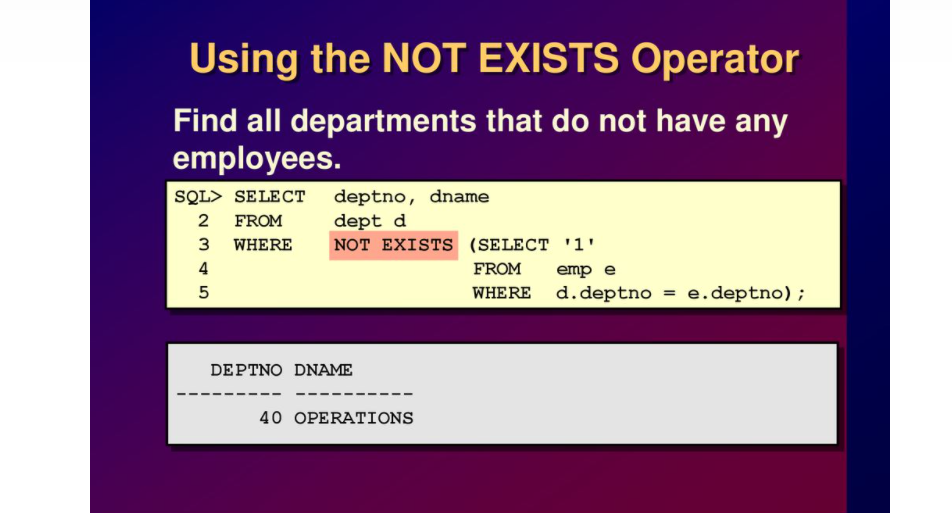 Using the NOT EXISTS Operator
Find all departments that do not have any
employees.
SQL> SELECT   deptno, dname
  2  FROM     dept d
  3  WHERE    NOT EXISTS (SELECT '1'
  4                      FROM   emp e
  5                      WHERE  d.deptno = e.deptno);
   DEPTNO DNAME
--------- ----------
       40 OPERATIONS